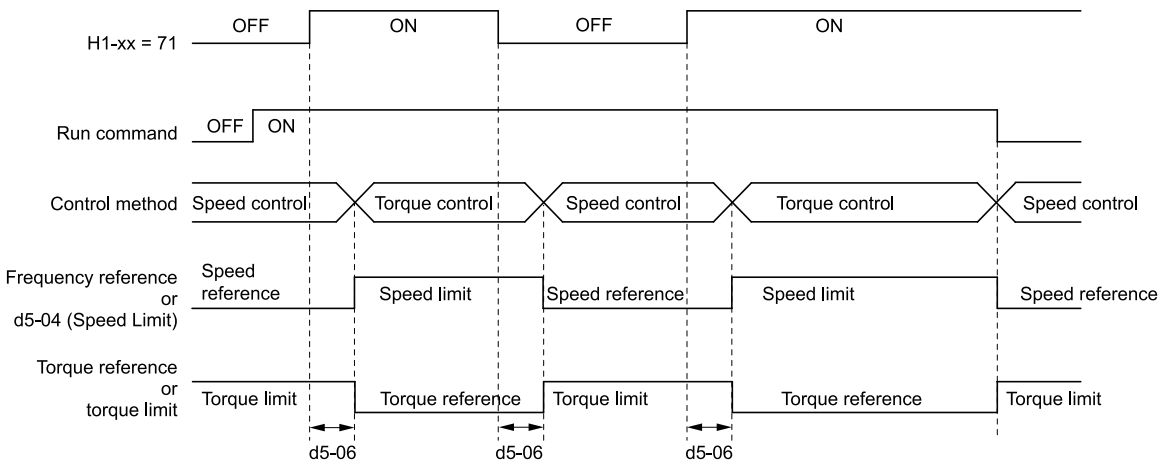 H1-xx = 71
OFF
ON
OFF
ON
Run command
OFF
ON
Control method
Speed control
Torque control
Speed control
Torque control
Speed control
Frequency reference
or
d5-04 (Speed Limit)
Speed
reference
Speed limit
Speed reference
Speed limit
Speed reference
Torque reference
or
torque limit
Torque limit
Torque reference
Torque limit
Torque reference
Torque limit
d5-06
d5-06
d5-06